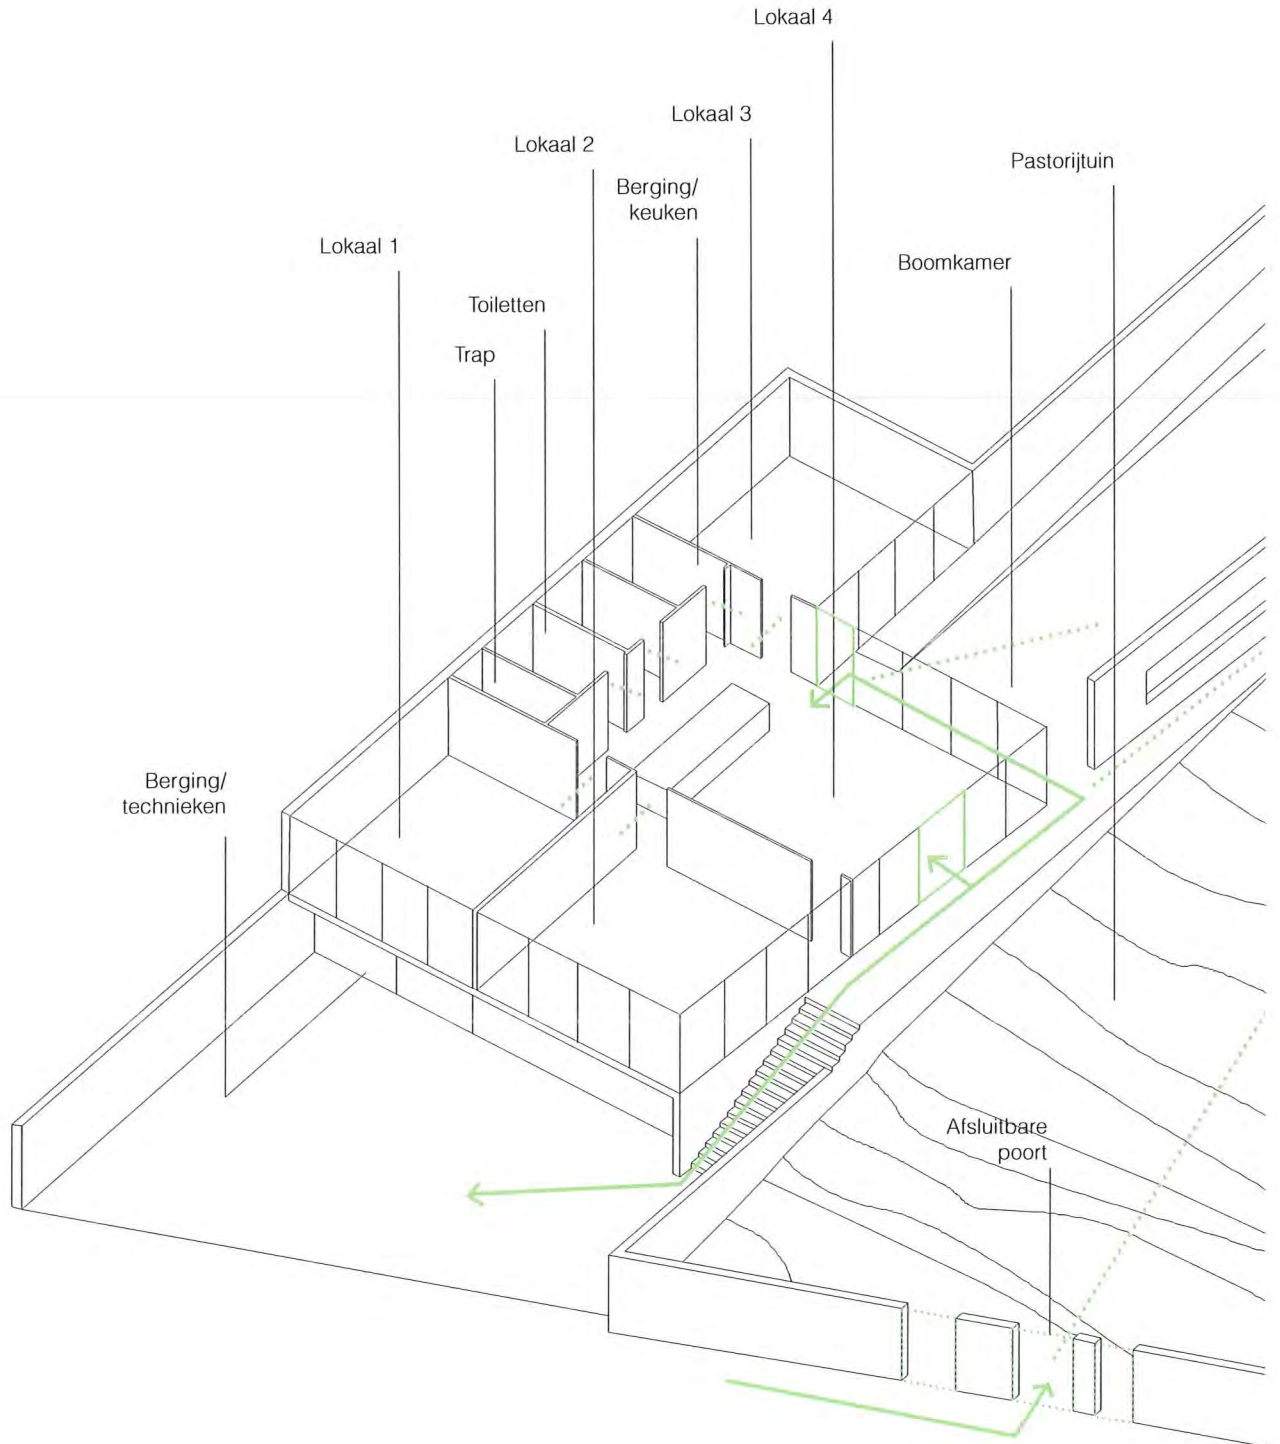 Lokaal 4
Lokaal 3
Lokaal 2
Pastorijtuin
Berging/
keuken
Lokaal 1
Boomkamer
Toiletten
Trap
Berging/
technieken
Afsluitbare
poort